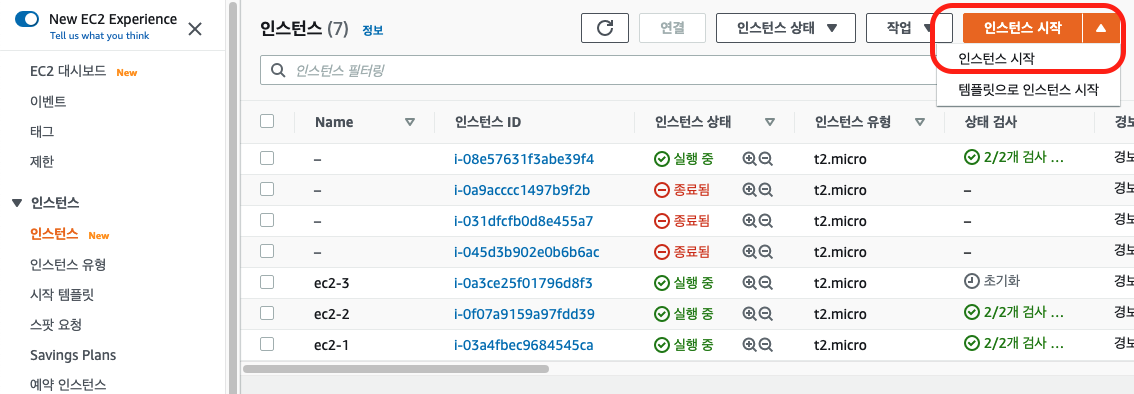 New EC2 Experience
Tell us what you think
EC2 대시보드 New
이벤트
태그
제한
인스턴스
인스턴스 New
인스턴스 유형
시작 템플릿
스팟 요청
Savings Plans
예약 인스턴스
인스턴스 (7) 정보
연결 인스턴스 상태 작업 인스턴스 시작
인스턴스 시작
템플릿으로 인스턴스 시작
인스턴스 필터링
Name 인스턴스 ID 인스턴스 상태 인스턴스 유형 상태 검사 경보
– i-08e57631f3abe39f4 실행 중 t2.micro 2/2개 검사 ... 경보
– i-0a9acccc1497b9f2b 종료됨 t2.micro – 경보
– i-031dfcfb0d8e455a7 종료됨 t2.micro – 경보
– i-045d3b902e0b6b6ac 종료됨 t2.micro – 경보
ec2-3 i-0a3ce25f01796d8f3 실행 중 t2.micro 초기화 경보
ec2-2 i-0f07a9159a97fdd39 실행 중 t2.micro 2/2개 검사 ... 경보
ec2-1 i-03a4fbec9684545ca 실행 중 t2.micro 2/2개 검사 ... 경보